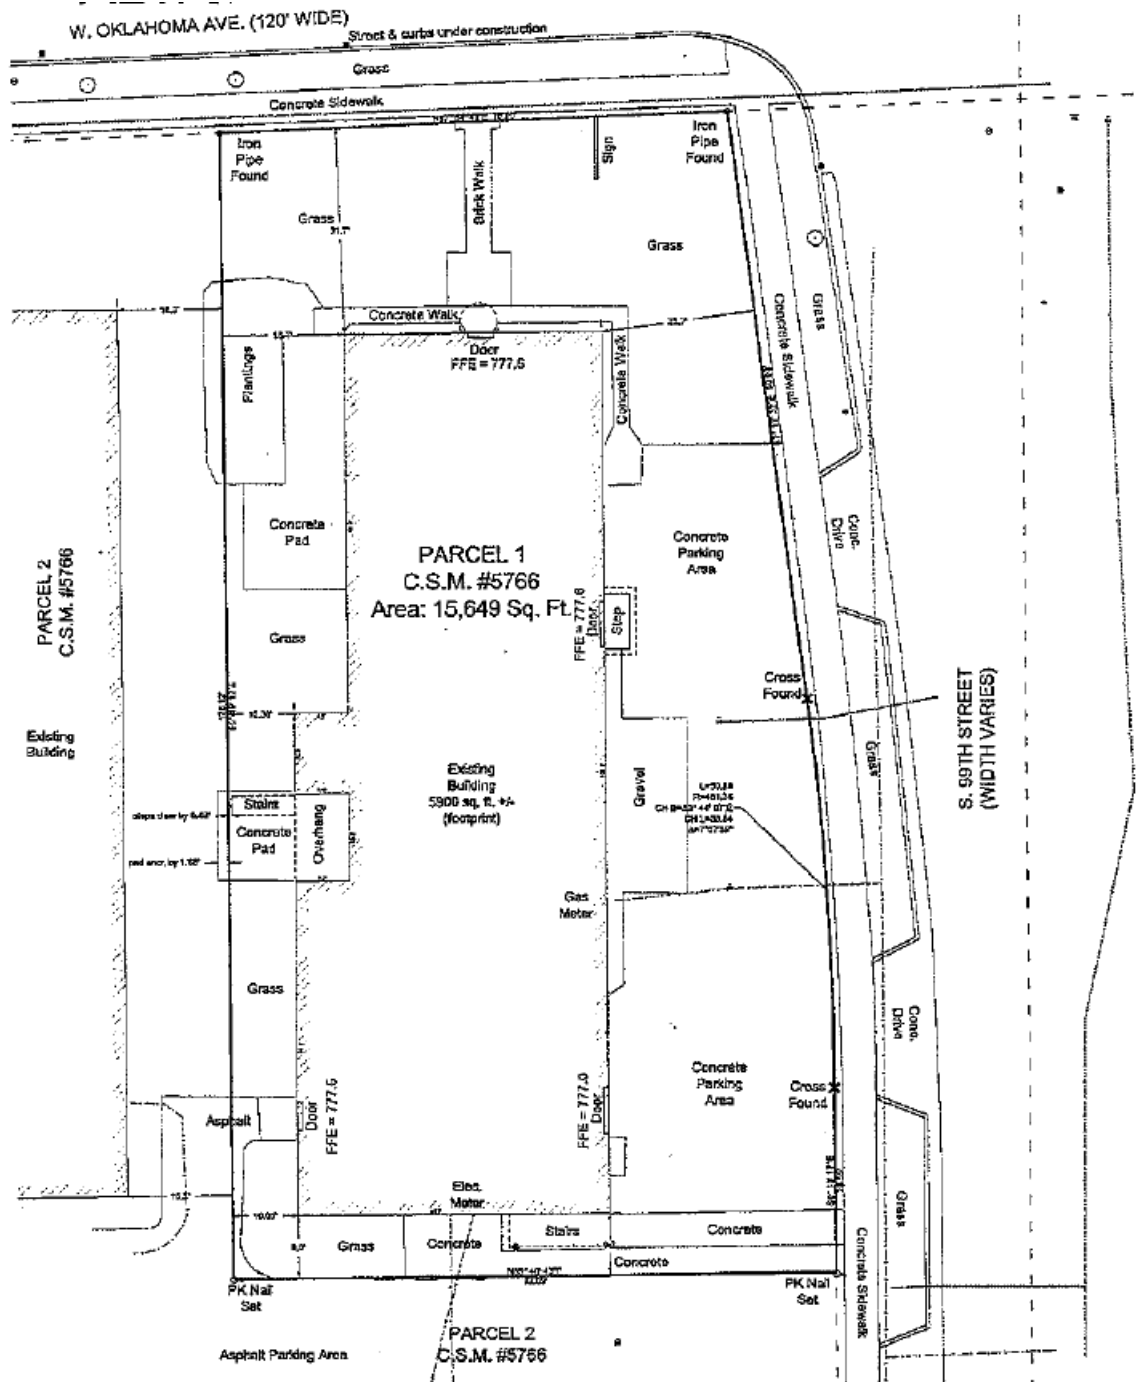 W. OKLAHOMA AVE. (120' WIDE)
Street & curbs under construction
Grass
Concrete Sidewalk
Iron
Pipe
Found
Brick Walk
Sign
Iron
Pipe
Found
Grass
Grass
Grass
Concrete Sidewalk
Concrete Walk
Door
FFE = 777.6
Concrete Walk
Plantings
Concrete
Pad
Concrete
Parking
Area
Conc.
Drive
PARCEL 1
C.S.M. #5766
Area: 15,649 Sq. Ft.
PARCEL 2
C.S.M. #5766
FFE = 777.6
Door
Step
Grass
Cross
Found
S. 99TH STREET
(WIDTH VARIES)
Existing
Building
Existing
Building
5900 sq. ft. +/-
(footprint)
Gravel
Grass
Stairs
Concrete
Pad
Overhang
Gas
Meter
Grass
Conc.
Drive
Concrete
Parking
Area
Cross
Found
Asphalt
Door
FFE = 777.6
FFE = 777.0
Door
Elec.
Meter
Grass
Concrete
Stairs
Concrete
Concrete
Grass
Concrete Sidewalk
PK Nail
Set
PK Nail
Set
PARCEL 2
C.S.M. #5766
Asphalt Parking Area